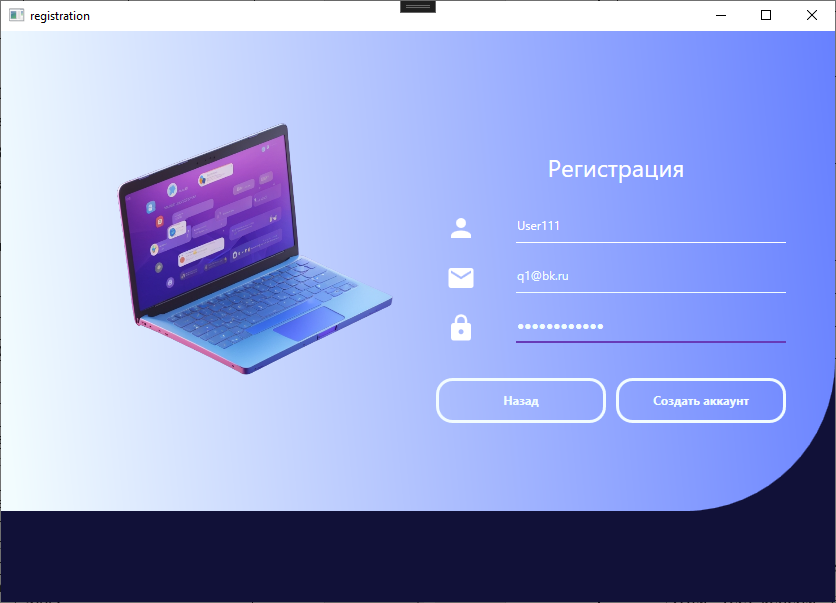 registration
Регистрация
User111
q1@bk.ru
••••••••••••
Назад
Создать аккаунт